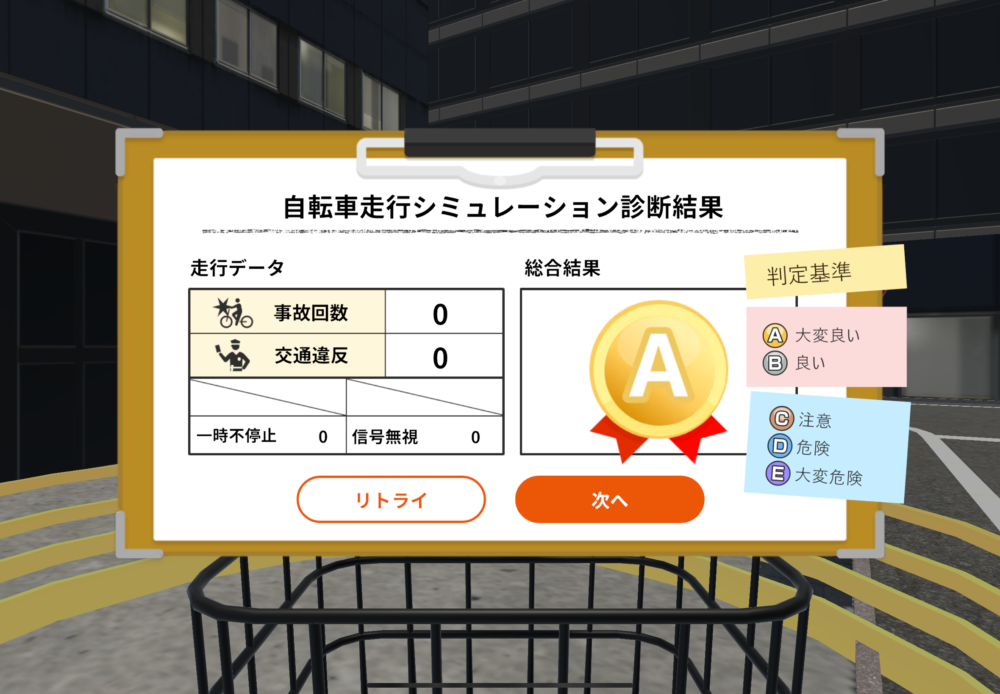 自転車走行シミュレーション診断結果
走行データ
事故回数 0
交通違反 0
一時不停止 0 信号無視 0
総合結果
A
判定基準
A 大変良い
B 良い
C 注意
D 危険
E 大変危険
リトライ
次へ